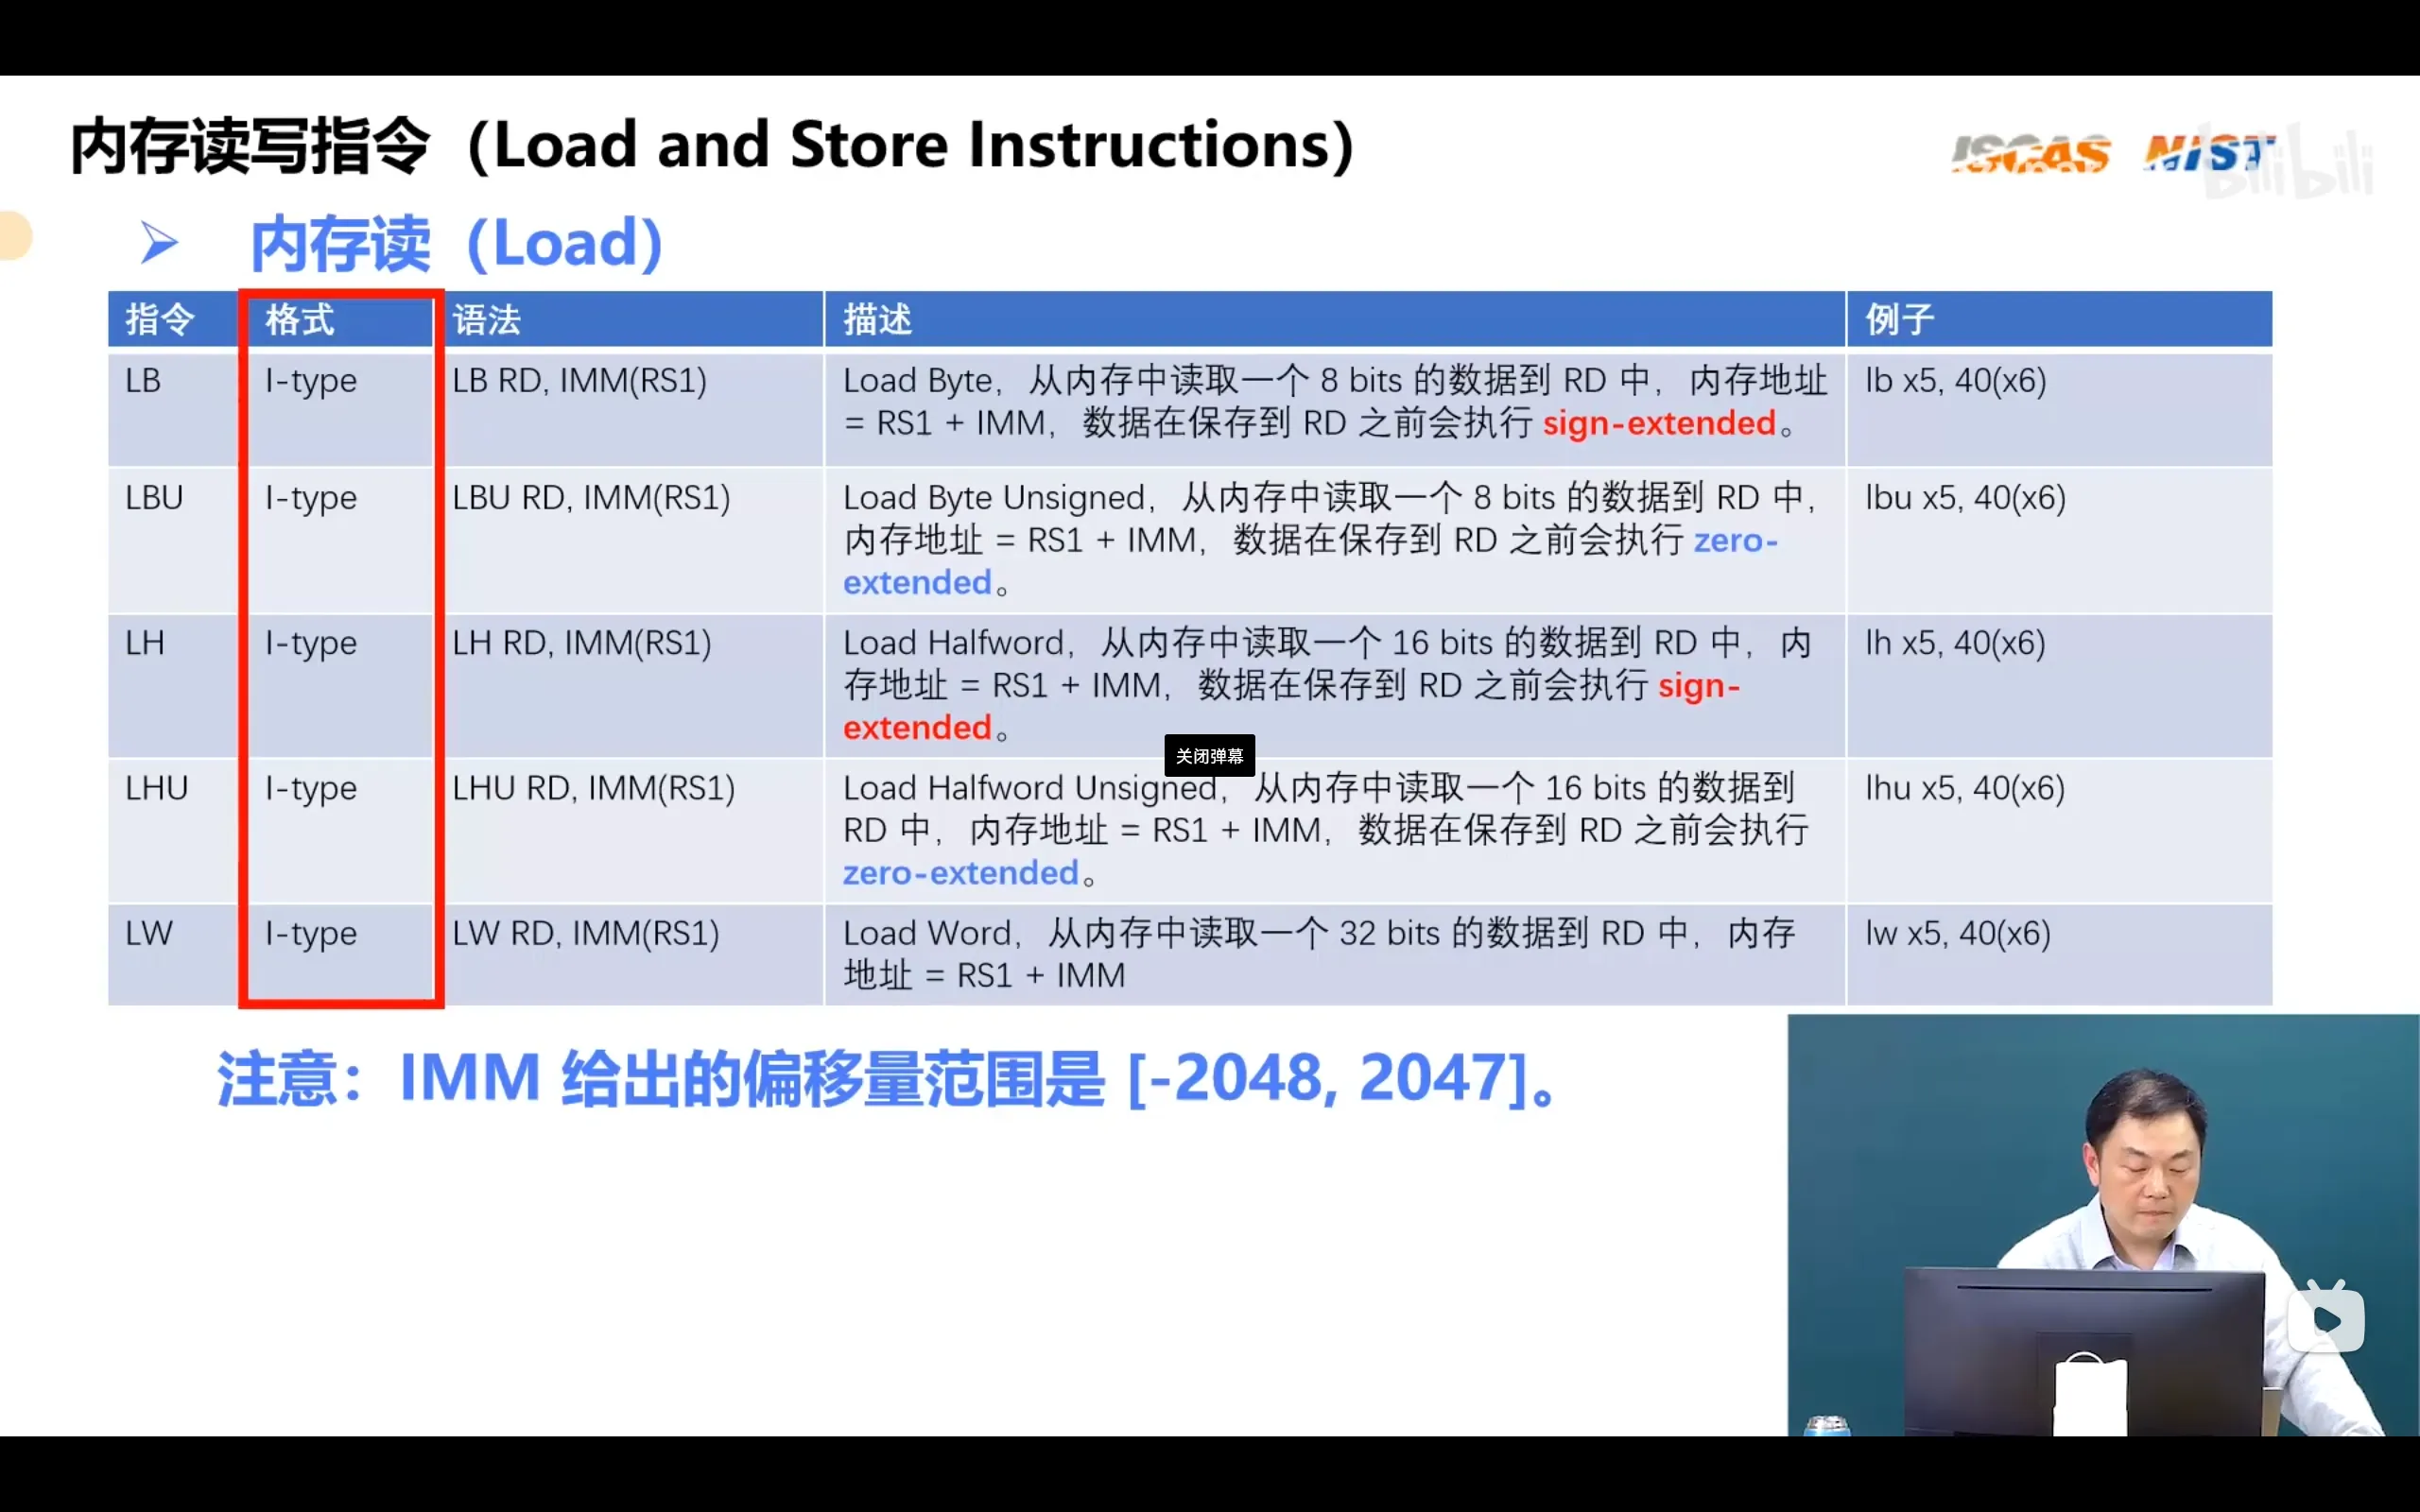 内存读写指令（Load and Store Instructions）
ISCAS NIST
bilibili
➢ 内存读（Load）
指令 格式 语法 描述 例子
LB I-type LB RD, IMM(RS1) Load Byte，从内存中读取一个 8 bits 的数据到 RD 中，内存地址 lb x5, 40(x6)
= RS1 + IMM，数据在保存到 RD 之前会执行 sign-extended。
LBU I-type LBU RD, IMM(RS1) Load Byte Unsigned，从内存中读取一个 8 bits 的数据到 RD 中， lbu x5, 40(x6)
内存地址 = RS1 + IMM，数据在保存到 RD 之前会执行 zero-
extended。
LH I-type LH RD, IMM(RS1) Load Halfword，从内存中读取一个 16 bits 的数据到 RD 中，内 lh x5, 40(x6)
存地址 = RS1 + IMM，数据在保存到 RD 之前会执行 sign-
extended。
关闭弹幕
LHU I-type LHU RD, IMM(RS1) Load Halfword Unsigned，从内存中读取一个 16 bits 的数据到 lhu x5, 40(x6)
RD 中，内存地址 = RS1 + IMM，数据在保存到 RD 之前会执行
zero-extended。
LW I-type LW RD, IMM(RS1) Load Word，从内存中读取一个 32 bits 的数据到 RD 中，内存 lw x5, 40(x6)
地址 = RS1 + IMM
注意：IMM 给出的偏移量范围是 [-2048, 2047]。